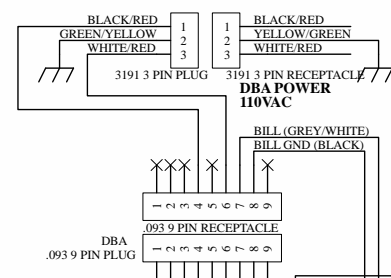 BLACK/RED
GREEN/YELLOW
WHITE/RED
1
2
3
1
2
3
BLACK/RED
YELLOW/GREEN
WHITE/RED
3191 3 PIN PLUG
3191 3 PIN RECEPTACLE
DBA POWER
110VAC
BILL (GREY/WHITE)
BILL GND (BLACK)
1 2 3 4 5 6 7 8 9
.093 9 PIN RECEPTACLE
DBA
.093 9 PIN PLUG
1 2 3 4 5 6 7 8 9